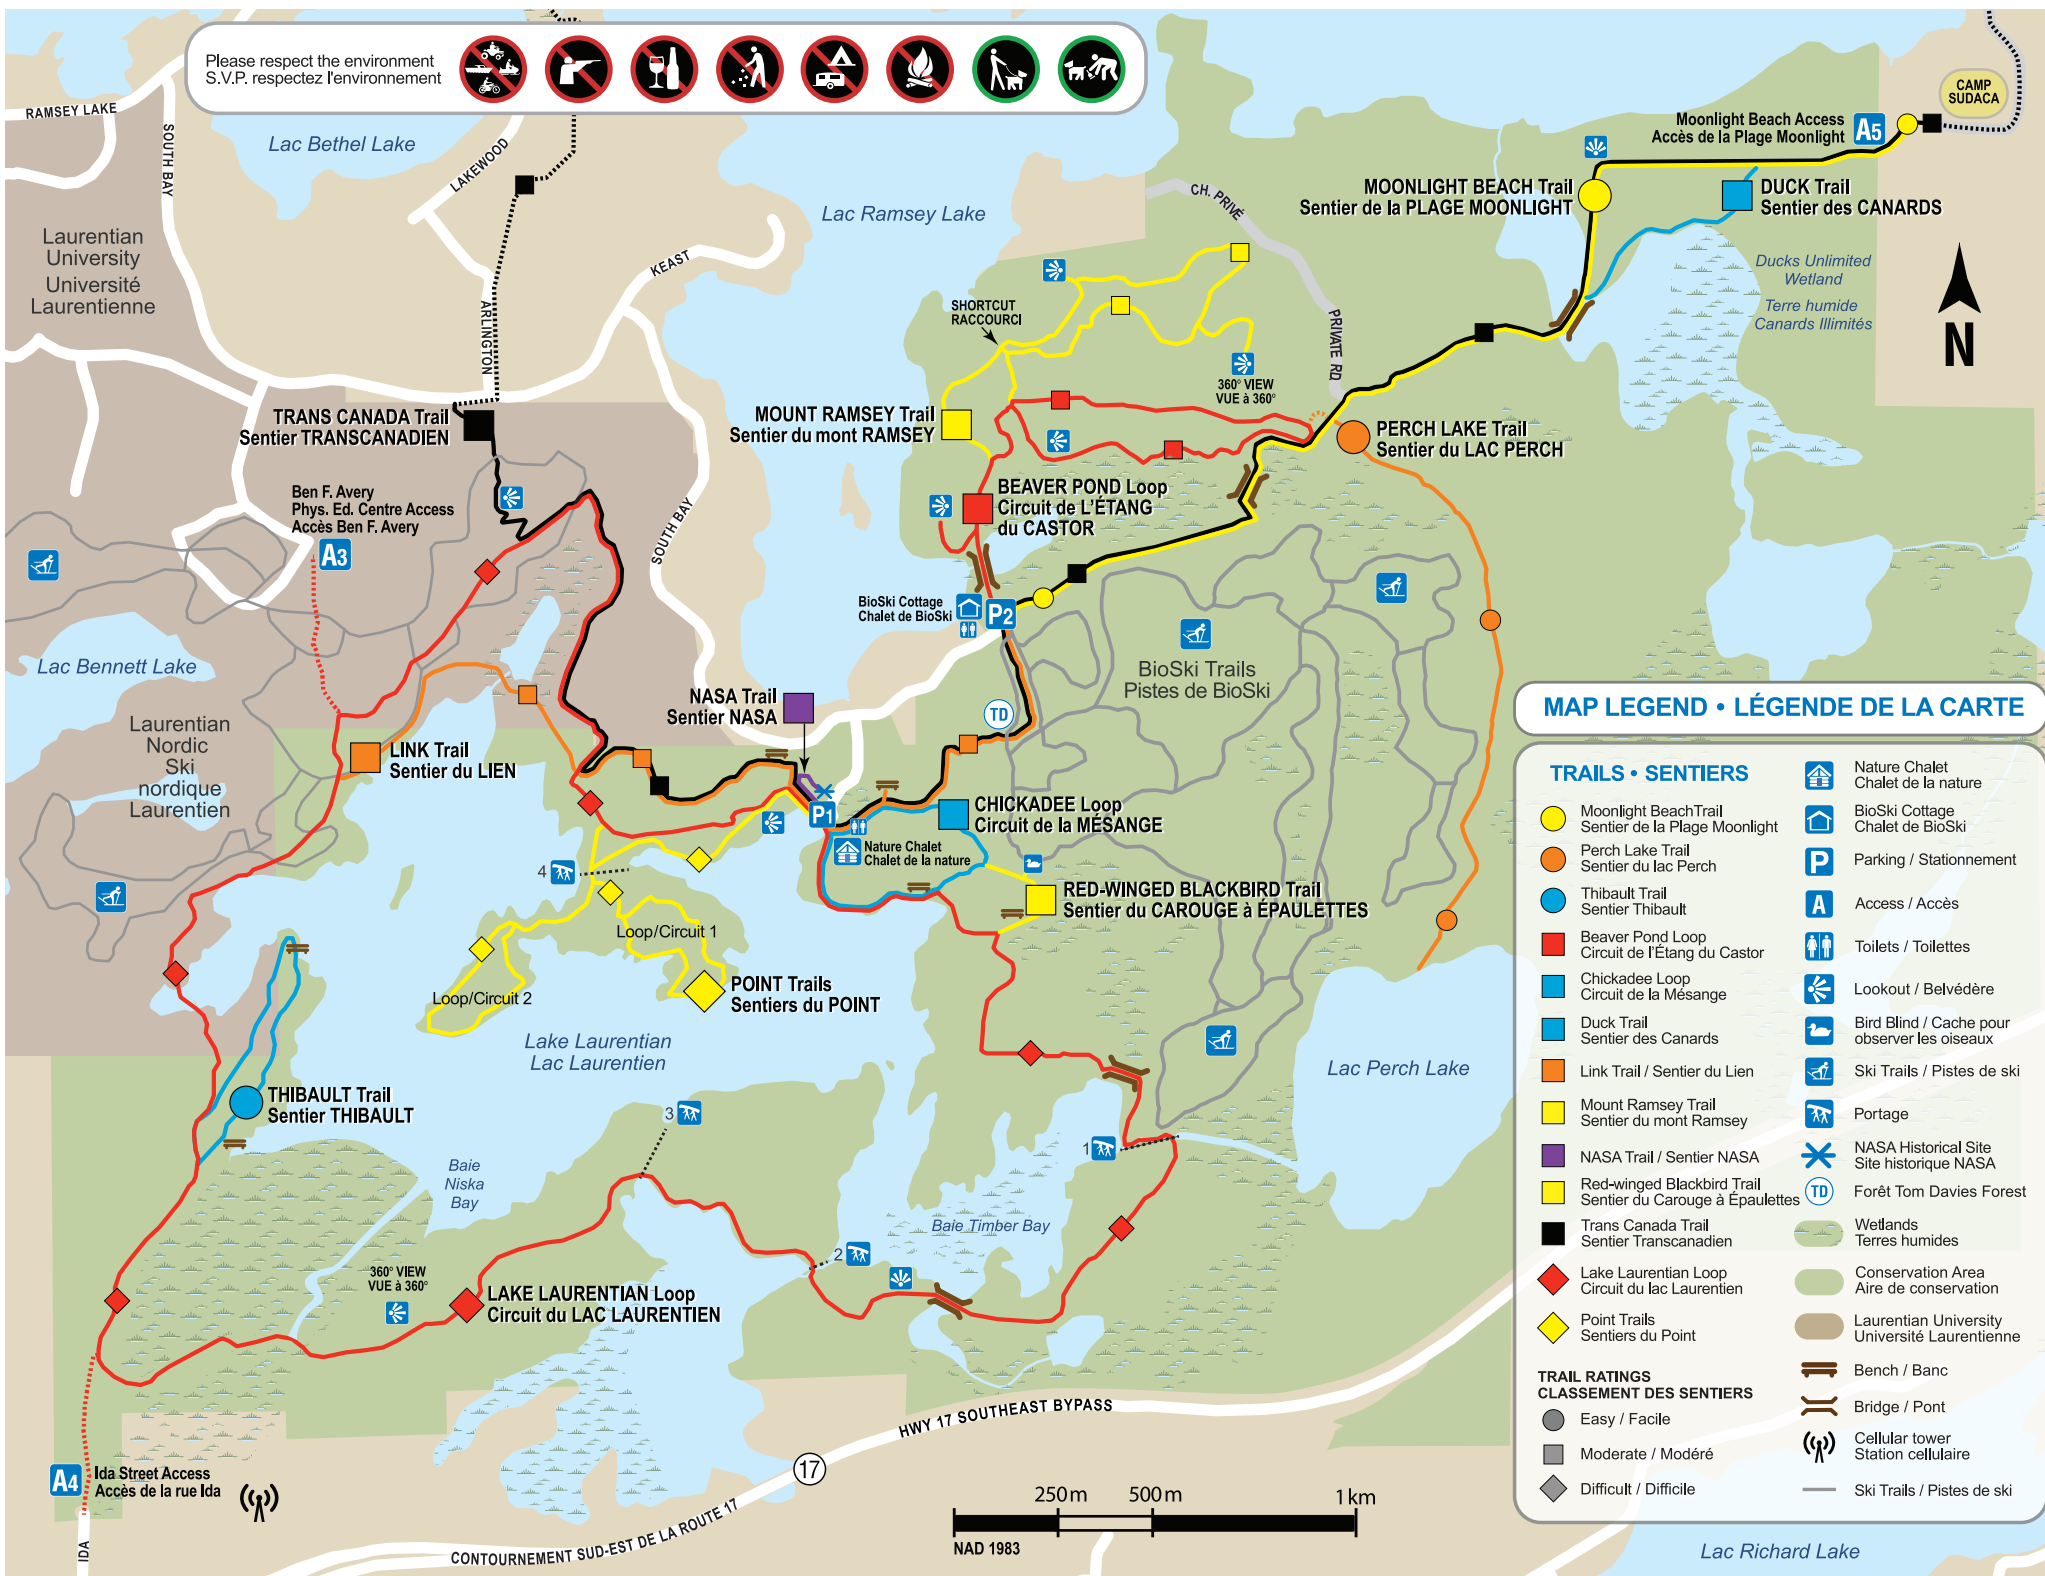 Please respect the environment
S.V.P. respectez l'environnement
RAMSEY LAKE
SOUTH BAY
Lac Bethel Lake
LAKEWOOD
Lac Ramsey Lake
KEAST
ARLINGTON
Laurentian
University
Université
Laurentienne
CAMP
SUDACA
Moonlight Beach Access
Accès de la Plage Moonlight
A5
CH. PRIVÉ
PRIVATE RD
MOONLIGHT BEACH Trail
Sentier de la PLAGE MOONLIGHT
DUCK Trail
Sentier des CANARDS
Ducks Unlimited
Wetland
Terre humide
Canards Illimités
N
SHORTCUT
RACCOURCI
360° VIEW
VUE à 360°
TRANS CANADA Trail
Sentier TRANSCANADIEN
MOUNT RAMSEY Trail
Sentier du mont RAMSEY
PERCH LAKE Trail
Sentier du LAC PERCH
Ben F. Avery
Phys. Ed. Centre Access
Accès Ben F. Avery
A3
SOUTH BAY
BEAVER POND Loop
Circuit de L'ÉTANG
du CASTOR
BioSki Cottage
Chalet de BioSki
P2
BioSki Trails
Pistes de BioSki
Lac Bennett Lake
Laurentian
Nordic
Ski
nordique
Laurentien
NASA Trail
Sentier NASA
TD
LINK Trail
Sentier du LIEN
P1
CHICKADEE Loop
Circuit de la MÉSANGE
Nature Chalet
Chalet de la nature
4
RED-WINGED BLACKBIRD Trail
Sentier du CAROUGE à ÉPAULETTES
Loop/Circuit 1
Loop/Circuit 2
POINT Trails
Sentiers du POINT
Lake Laurentian
Lac Laurentien
Lac Perch Lake
THIBAULT Trail
Sentier THIBAULT
3
1
Baie
Niska
Bay
Baie Timber Bay
2
360° VIEW
VUE à 360°
LAKE LAURENTIAN Loop
Circuit du LAC LAURENTIEN
A4
Ida Street Access
Accès de la rue Ida
IDA
HWY 17 SOUTHEAST BYPASS
17
CONTOURNEMENT SUD-EST DE LA ROUTE 17
250m
500m
1km
NAD 1983
Lac Richard Lake
MAP LEGEND • LÉGENDE DE LA CARTE
TRAILS • SENTIERS
Moonlight BeachTrail
Sentier de la Plage Moonlight
Perch Lake Trail
Sentier du lac Perch
Thibault Trail
Sentier Thibault
Beaver Pond Loop
Circuit de l'Étang du Castor
Chickadee Loop
Circuit de la Mésange
Duck Trail
Sentier des Canards
Link Trail / Sentier du Lien
Mount Ramsey Trail
Sentier du mont Ramsey
NASA Trail / Sentier NASA
Red-winged Blackbird Trail
Sentier du Carouge à Épaulettes
Trans Canada Trail
Sentier Transcanadien
Lake Laurentian Loop
Circuit du lac Laurentien
Point Trails
Sentiers du Point
TRAIL RATINGS
CLASSEMENT DES SENTIERS
Easy / Facile
Moderate / Modéré
Difficult / Difficile
Nature Chalet
Chalet de la nature
BioSki Cottage
Chalet de BioSki
P
Parking / Stationnement
A
Access / Accès
Toilets / Toilettes
Lookout / Belvédère
Bird Blind / Cache pour
observer les oiseaux
Ski Trails / Pistes de ski
Portage
NASA Historical Site
Site historique NASA
TD
Forêt Tom Davies Forest
Wetlands
Terres humides
Conservation Area
Aire de conservation
Laurentian University
Université Laurentienne
Bench / Banc
Bridge / Pont
Cellular tower
Station cellulaire
Ski Trails / Pistes de ski